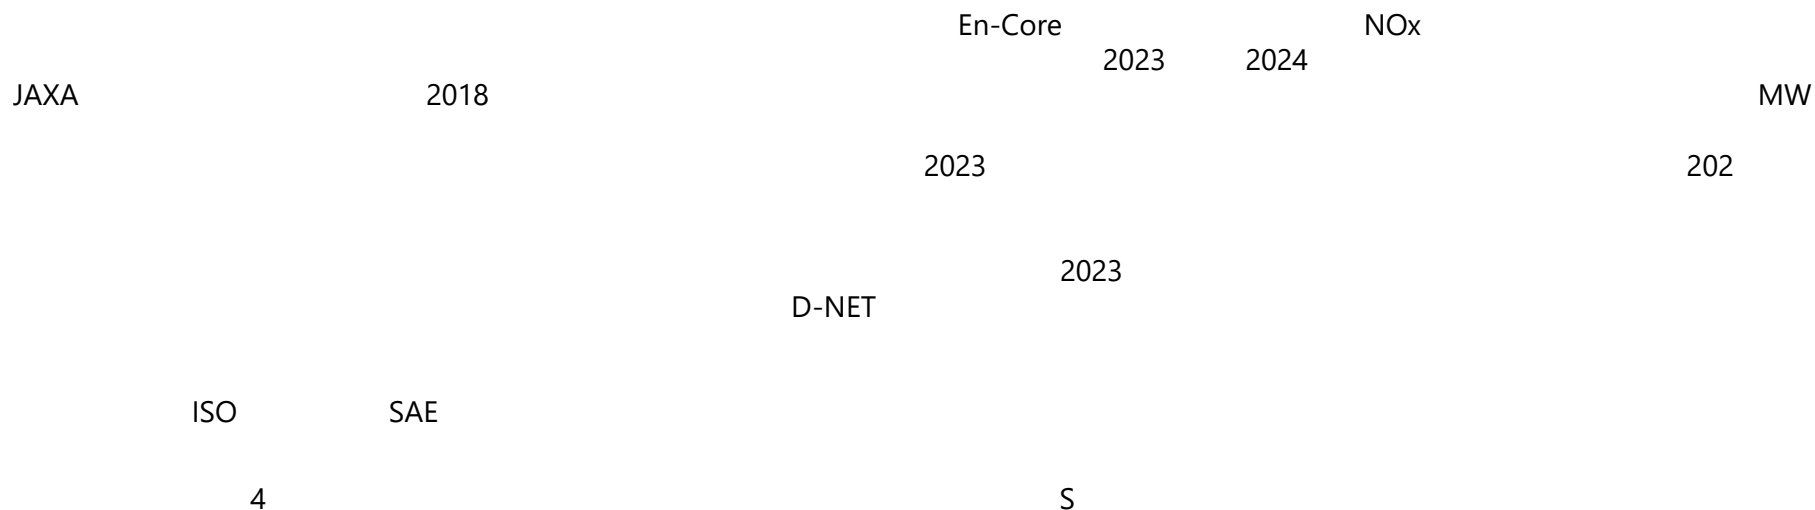 En-Core NOx
2023 2024
JAXA 2018 MW
2023 202
2023
D-NET
ISO SAE
4 S